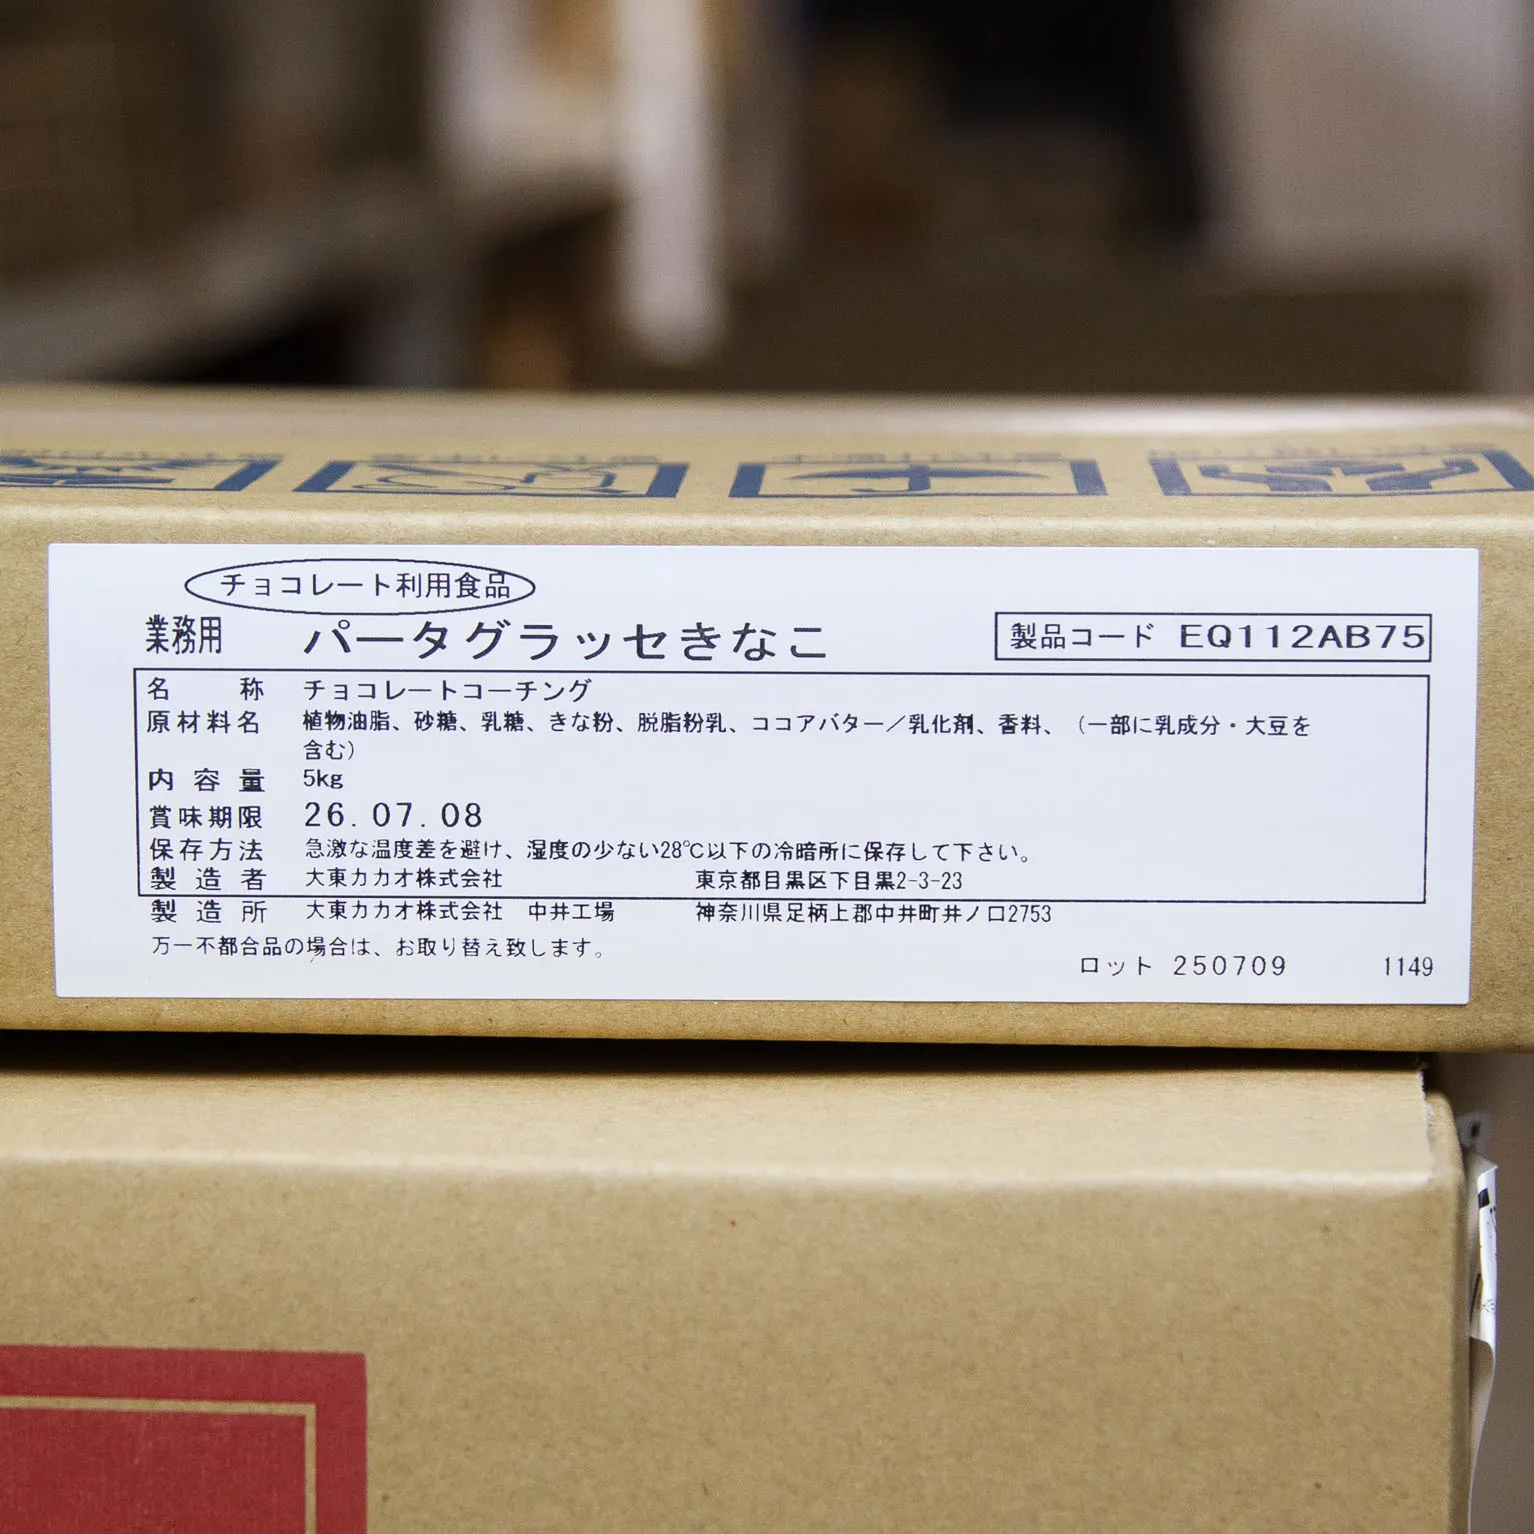 チョコレート利用食品
業務用 パータグラッセきなこ 製品コード EQ112AB75
名称 チョコレートコーチング
原材料名 植物油脂、砂糖、乳糖、きな粉、脱脂粉乳、ココアバター／乳化剤、香料、（一部に乳成分・大豆を
含む）
内容量 5kg
賞味期限 26.07.08
保存方法 急激な温度差を避け、湿度の少ない28℃以下の冷暗所に保存して下さい。
製造者 大東カカオ株式会社 東京都目黒区下目黒2-3-23
製造所 大東カカオ株式会社 中井工場 神奈川県足柄上郡中井町井ノ口2753
万一不都合品の場合は、お取り替え致します。
ロット 250709 1149